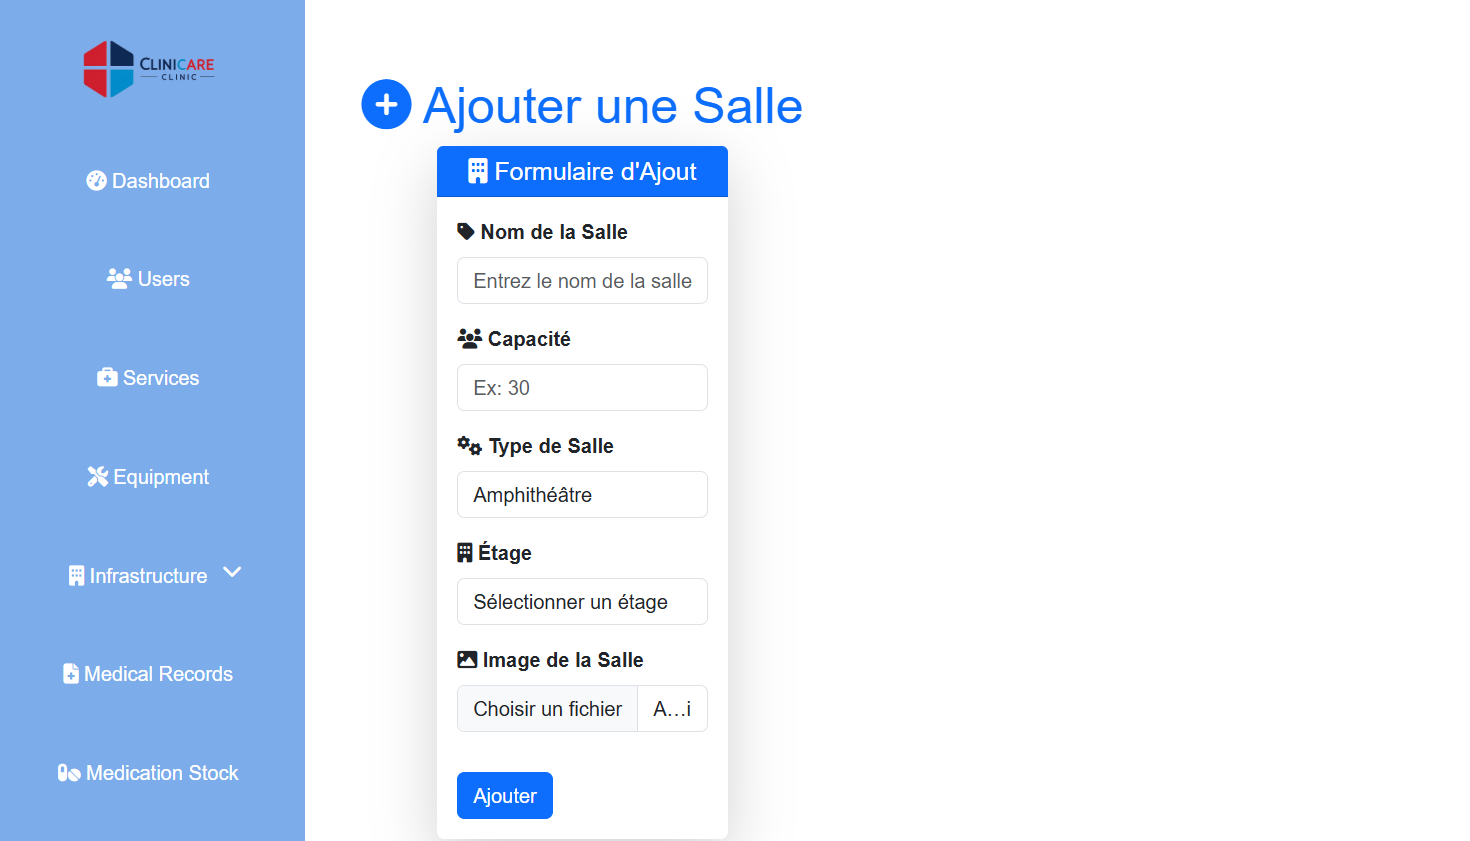 CLINICARE
CLINIC
Dashboard
Users
Services
Equipment
Infrastructure
Medical Records
Medication Stock
Ajouter une Salle
Formulaire d'Ajout
Nom de la Salle
Entrez le nom de la salle
Capacité
Ex: 30
Type de Salle
Amphithéâtre
Étage
Sélectionner un étage
Image de la Salle
Choisir un fichier A…i
Ajouter